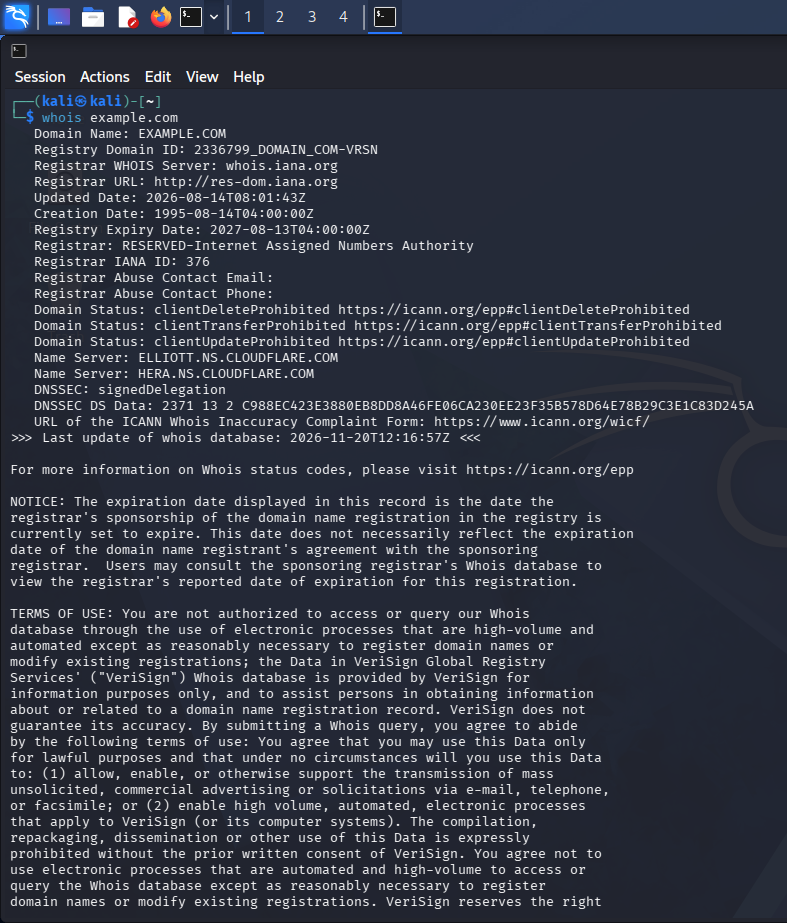 1 2 3 4
Session Actions Edit View Help
┌──(kali㉿kali)-[~]
└─$ whois example.com
   Domain Name: EXAMPLE.COM
   Registry Domain ID: 2336799_DOMAIN_COM-VRSN
   Registrar WHOIS Server: whois.iana.org
   Registrar URL: http://res-dom.iana.org
   Updated Date: 2026-08-14T08:01:43Z
   Creation Date: 1995-08-14T04:00:00Z
   Registry Expiry Date: 2027-08-13T04:00:00Z
   Registrar: RESERVED-Internet Assigned Numbers Authority
   Registrar IANA ID: 376
   Registrar Abuse Contact Email:
   Registrar Abuse Contact Phone:
   Domain Status: clientDeleteProhibited https://icann.org/epp#clientDeleteProhibited
   Domain Status: clientTransferProhibited https://icann.org/epp#clientTransferProhibited
   Domain Status: clientUpdateProhibited https://icann.org/epp#clientUpdateProhibited
   Name Server: ELLIOTT.NS.CLOUDFLARE.COM
   Name Server: HERA.NS.CLOUDFLARE.COM
   DNSSEC: signedDelegation
   DNSSEC DS Data: 2371 13 2 C988EC423E3880EB8DD8A46FE06CA230EE23F35B578D64E78B29C3E1C83D245A
   URL of the ICANN Whois Inaccuracy Complaint Form: https://www.icann.org/wicf/
>>> Last update of whois database: 2026-11-20T12:16:57Z <<<

For more information on Whois status codes, please visit https://icann.org/epp

NOTICE: The expiration date displayed in this record is the date the
registrar's sponsorship of the domain name registration in the registry is
currently set to expire. This date does not necessarily reflect the expiration
date of the domain name registrant's agreement with the sponsoring
registrar.  Users may consult the sponsoring registrar's Whois database to
view the registrar's reported date of expiration for this registration.

TERMS OF USE: You are not authorized to access or query our Whois
database through the use of electronic processes that are high-volume and
automated except as reasonably necessary to register domain names or
modify existing registrations; the Data in VeriSign Global Registry
Services' ("VeriSign") Whois database is provided by VeriSign for
information purposes only, and to assist persons in obtaining information
about or related to a domain name registration record. VeriSign does not
guarantee its accuracy. By submitting a Whois query, you agree to abide
by the following terms of use: You agree that you may use this Data only
for lawful purposes and that under no circumstances will you use this Data
to: (1) allow, enable, or otherwise support the transmission of mass
unsolicited, commercial advertising or solicitations via e-mail, telephone,
or facsimile; or (2) enable high volume, automated, electronic processes
that apply to VeriSign (or its computer systems). The compilation,
repackaging, dissemination or other use of this Data is expressly
prohibited without the prior written consent of VeriSign. You agree not to
use electronic processes that are automated and high-volume to access or
query the Whois database except as reasonably necessary to register
domain names or modify existing registrations. VeriSign reserves the right